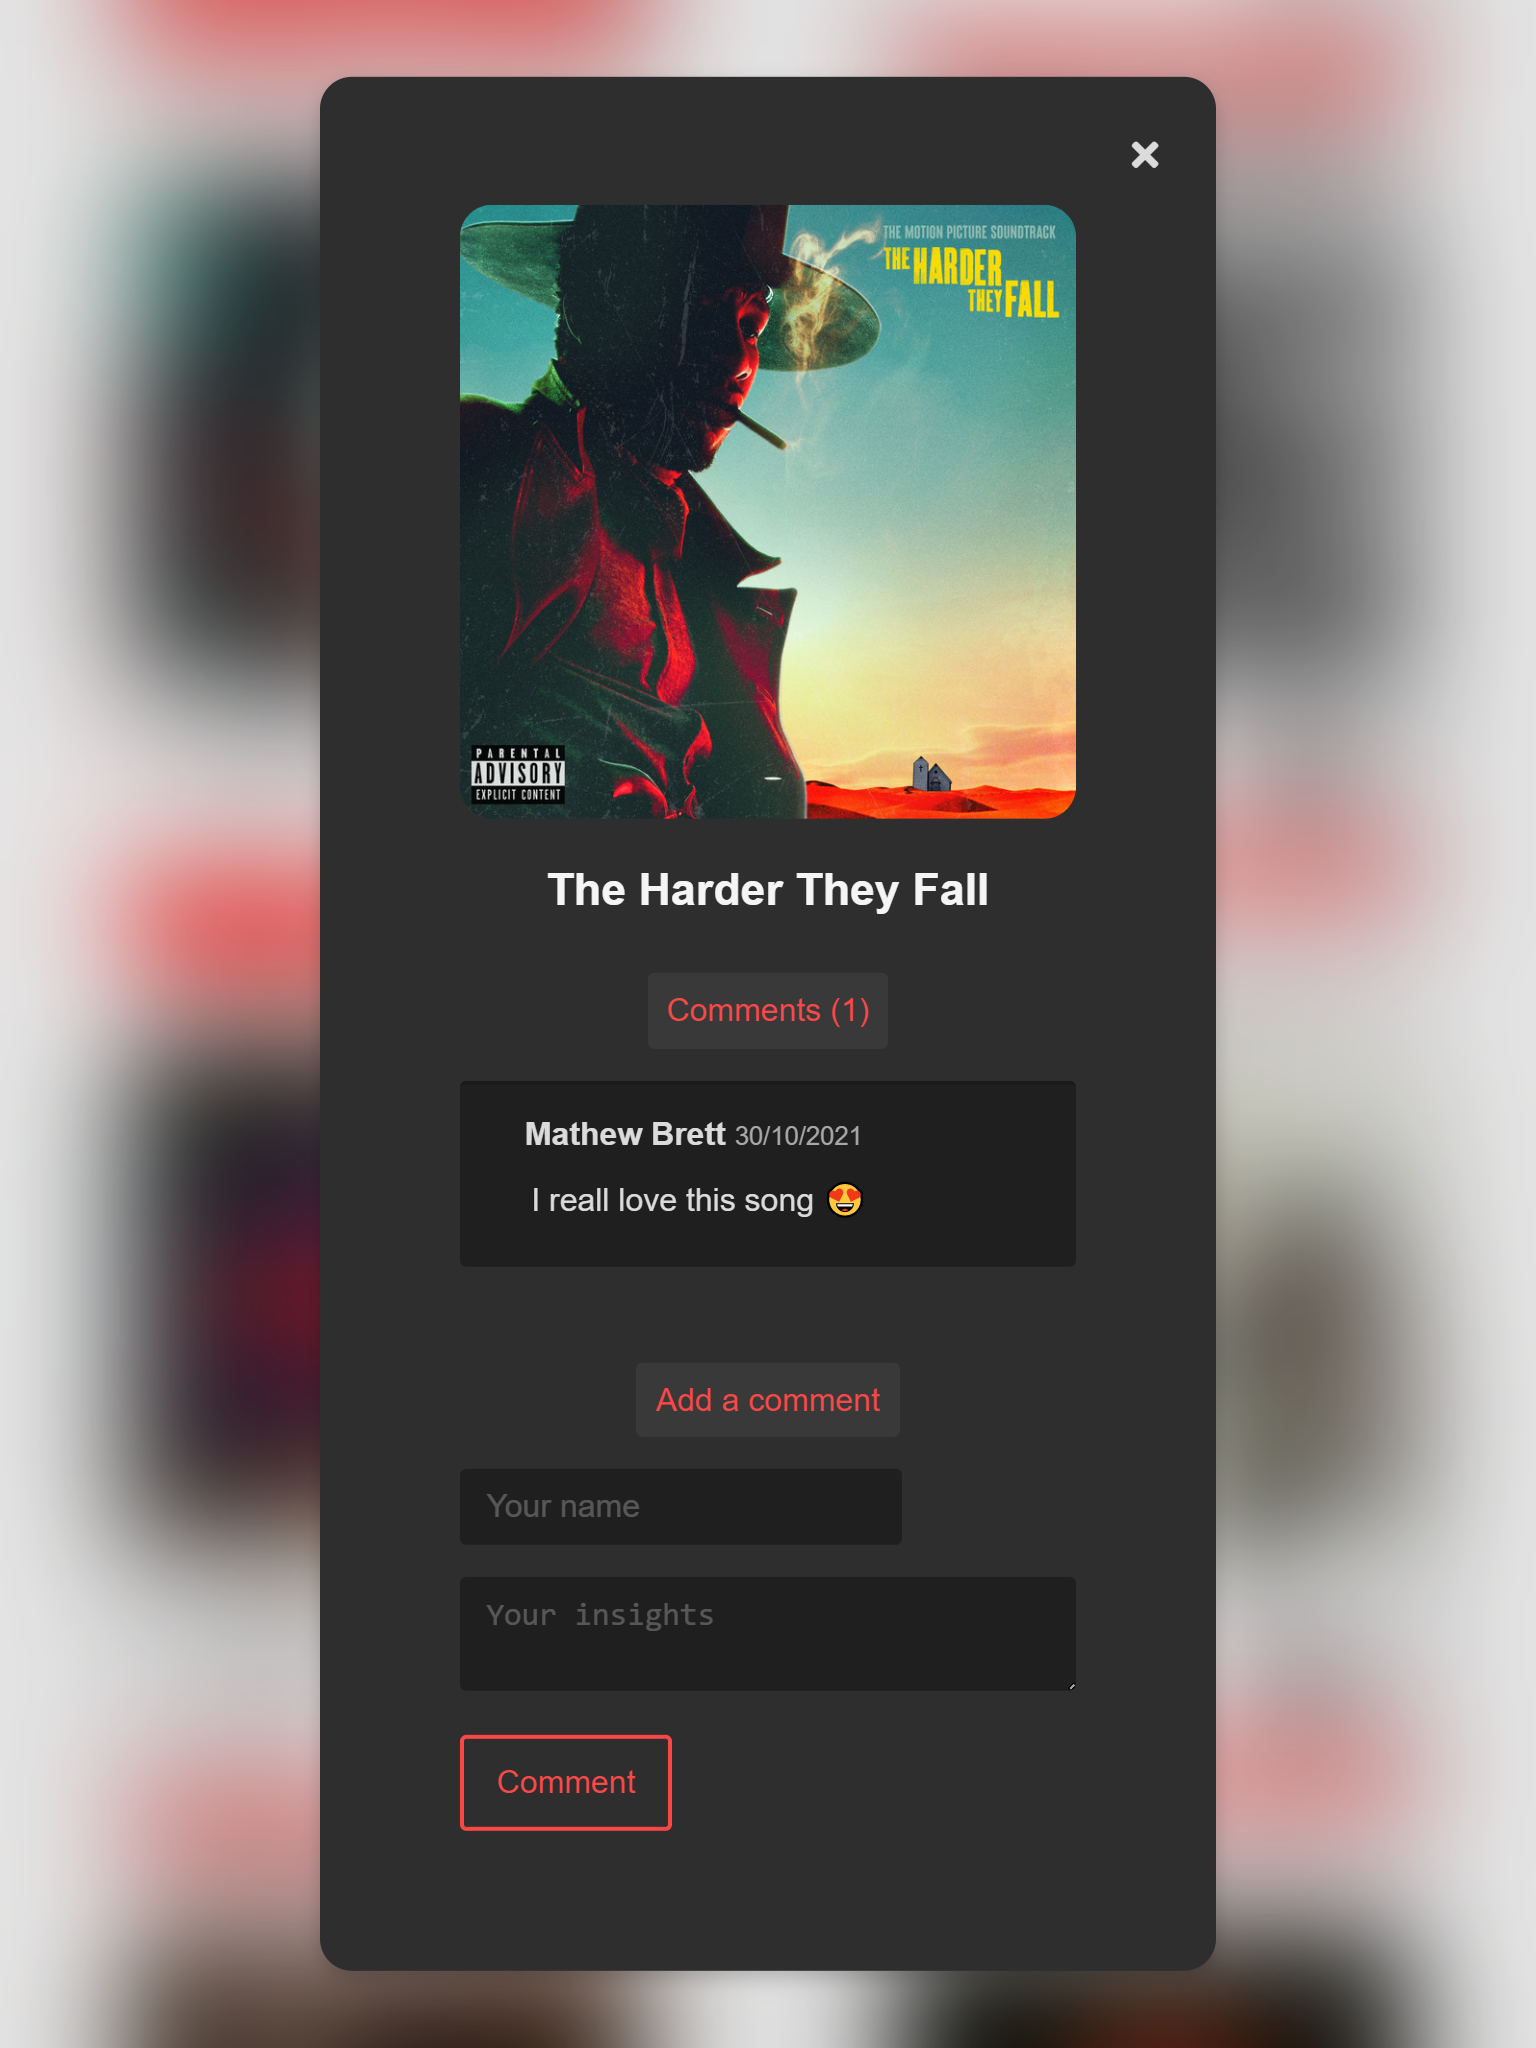 THE MOTION PICTURE SOUNDTRACK
THE HARDER
THEY FALL
PARENTAL
ADVISORY
EXPLICIT CONTENT
The Harder They Fall
Comments (1)
Mathew Brett 30/10/2021
I reall love this song 😍
Add a comment
Your name
Your insights
Comment